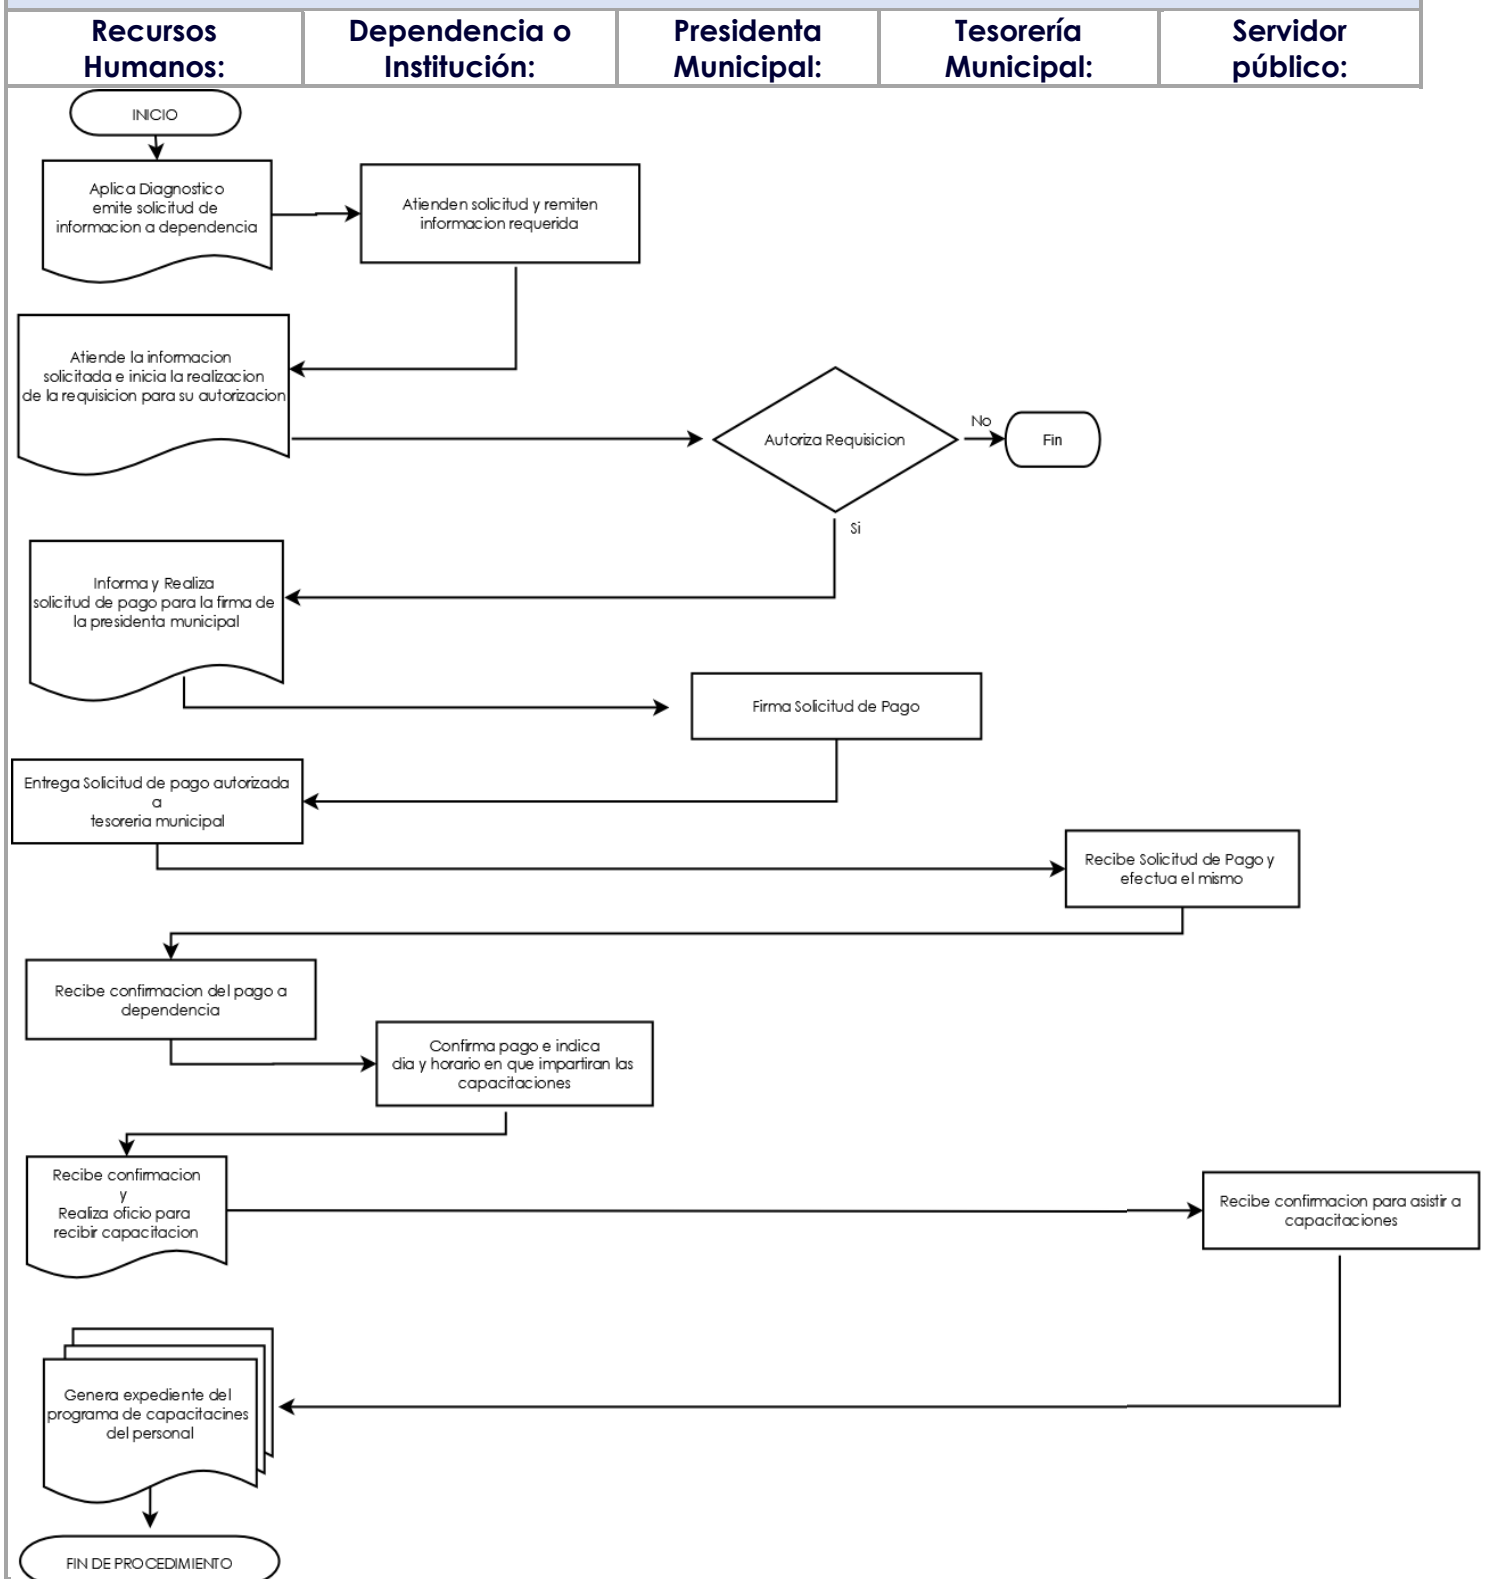 Recursos
Humanos:
Dependencia o
Institución:
Presidenta
Municipal:
Tesorería
Municipal:
Servidor
público:
INICIO
Aplica Diagnostico
emite solicitud de
informacion a dependencia
Atienden solicitud y remiten
informacion requerida
Atiende la informacion
solicitada e inicia la realizacion
de la requisicion para su autorizacion
Autoriza Requisicion
No
Fin
Si
Informa y Realiza
solicitud de pago para la firma de
la presidenta municipal
Firma Solicitud de Pago
Entrega Solicitud de pago autorizada
a
tesoreria municipal
Recibe Solicitud de Pago y
efectua el mismo
Recibe confirmacion del pago a
dependencia
Confirma pago e indica
dia y horario en que impartiran las
capacitaciones
Recibe confirmacion
y
Realiza oficio para
recibir capacitacion
Recibe confirmacion para asistir a
capacitaciones
Genera expediente del
programa de capacitacines
del personal
FIN DE PROCEDIMIENTO